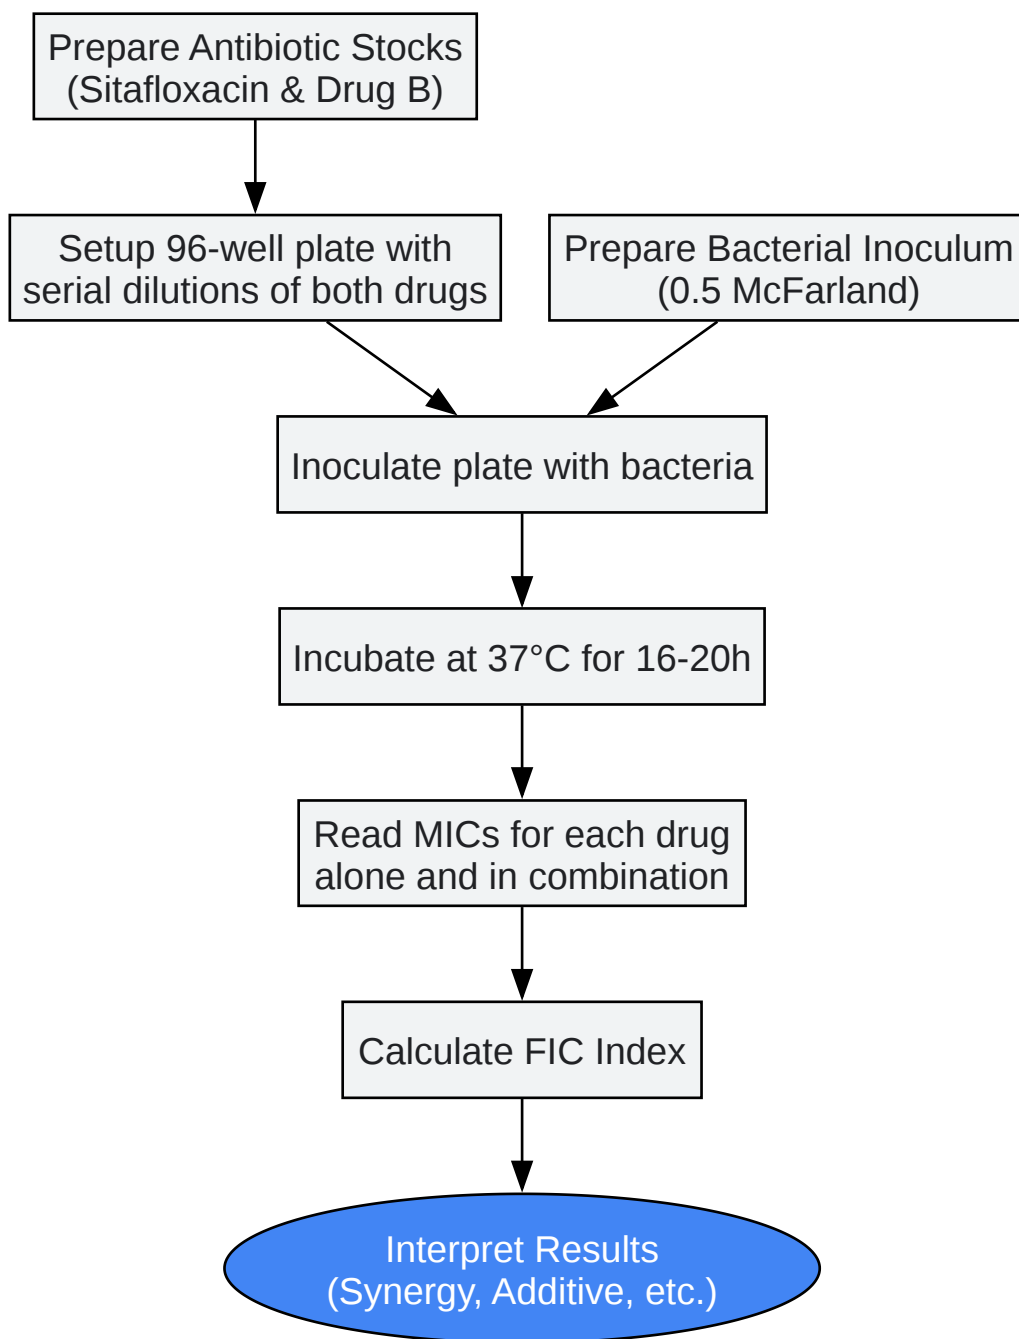 Prepare Antibiotic Stocks
(Sitafloxacin & Drug B)
Setup 96-well plate with
serial dilutions of both drugs
Prepare Bacterial Inoculum
(0.5 McFarland)
Inoculate plate with bacteria
Incubate at 37°C for 16-20h
Read MICs for each drug
alone and in combination
Calculate FIC Index
Interpret Results
(Synergy, Additive, etc.)